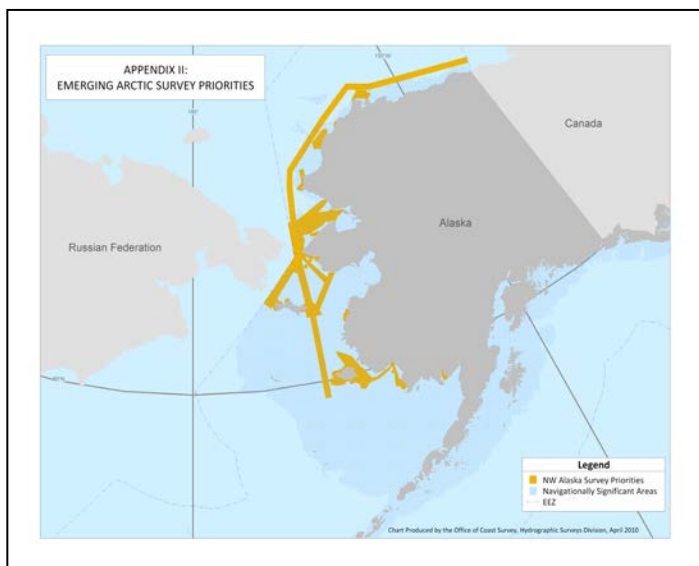 APPENDIX II:
EMERGING ARCTIC SURVEY PRIORITIES
Canada
Alaska
Russian Federation
Legend
NW Alaska Survey Priorities
Navigationally Significant Areas
EEZ
Chart Produced by the Office of Coast Survey, Hydrographic Surveys Division, April 2010